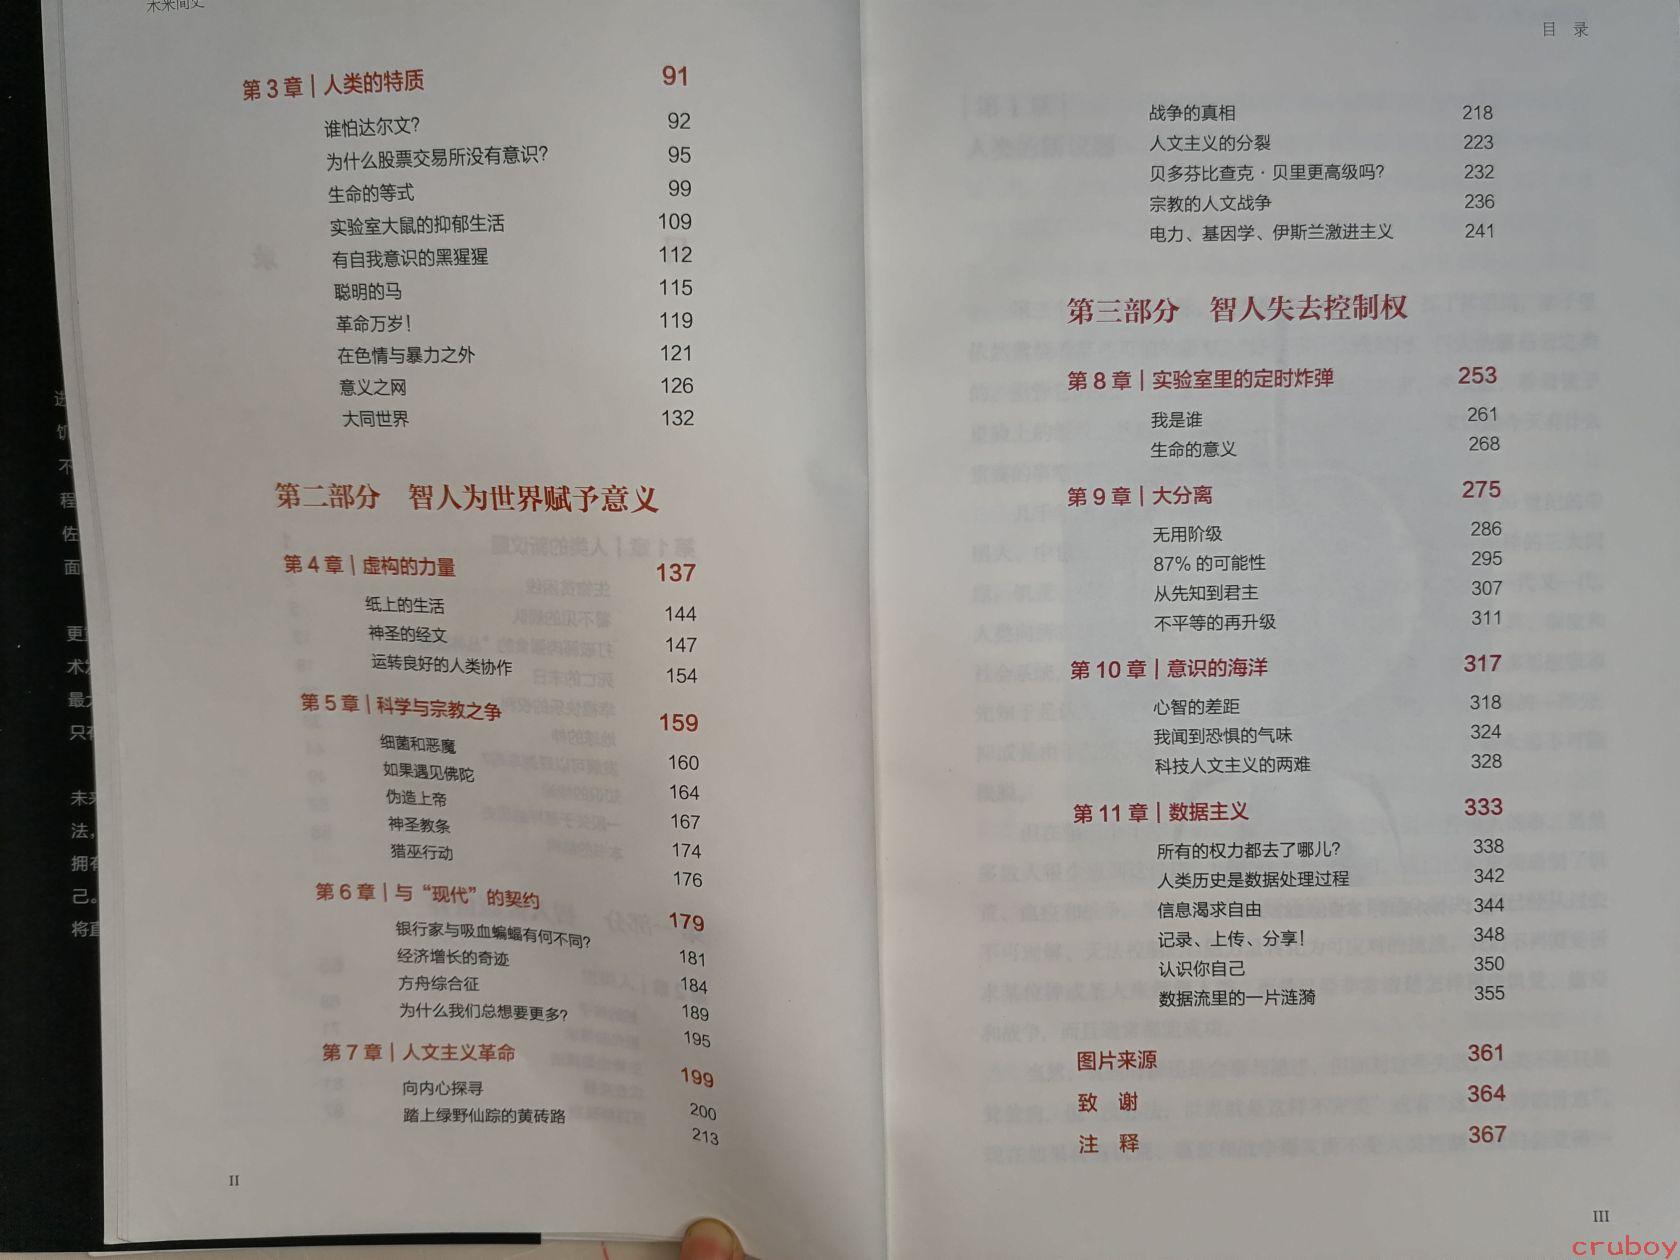 未来简史
第 3 章｜人类的特质 91
谁怕达尔文？ 92
为什么股票交易所没有意识？ 95
生命的等式 99
实验室大鼠的抑郁生活 109
有自我意识的黑猩猩 112
聪明的马 115
革命万岁！ 119
在色情与暴力之外 121
意义之网 126
大同世界 132
第二部分 智人为世界赋予意义
第 4 章｜虚构的力量 137
纸上的生活 144
神圣的经文 147
运转良好的人类协作 154
第 5 章｜科学与宗教之争 159
细菌和恶魔 160
如果遇见佛陀 164
伪造上帝 167
神圣教条 174
猎巫行动 176
第 6 章｜与“现代”的契约 179
银行家与吸血蝙蝠有何不同？ 181
经济增长的奇迹 184
方舟综合征 189
为什么我们总想要更多？ 195
第 7 章｜人文主义革命 199
向内心探寻 200
踏上绿野仙踪的黄砖路 213
II
目 录
战争的真相 218
人文主义的分裂 223
贝多芬比查克·贝里更高级吗？ 232
宗教的人文战争 236
电力、基因学、伊斯兰激进主义 241
第三部分 智人失去控制权
第 8 章｜实验室里的定时炸弹 253
我是谁 261
生命的意义 268
第 9 章｜大分离 275
无用阶级 286
87% 的可能性 295
从先知到君主 307
不平等的再升级 311
第 10 章｜意识的海洋 317
心智的差距 318
我闻到恐惧的气味 324
科技人文主义的两难 328
第 11 章｜数据主义 333
所有的权力都去了哪儿？ 338
人类历史是数据处理过程 342
信息渴求自由 344
记录、上传、分享！ 348
认识你自己 350
数据流里的一片涟漪 355
图片来源 361
致 谢 364
注 释 367
III
cruboy